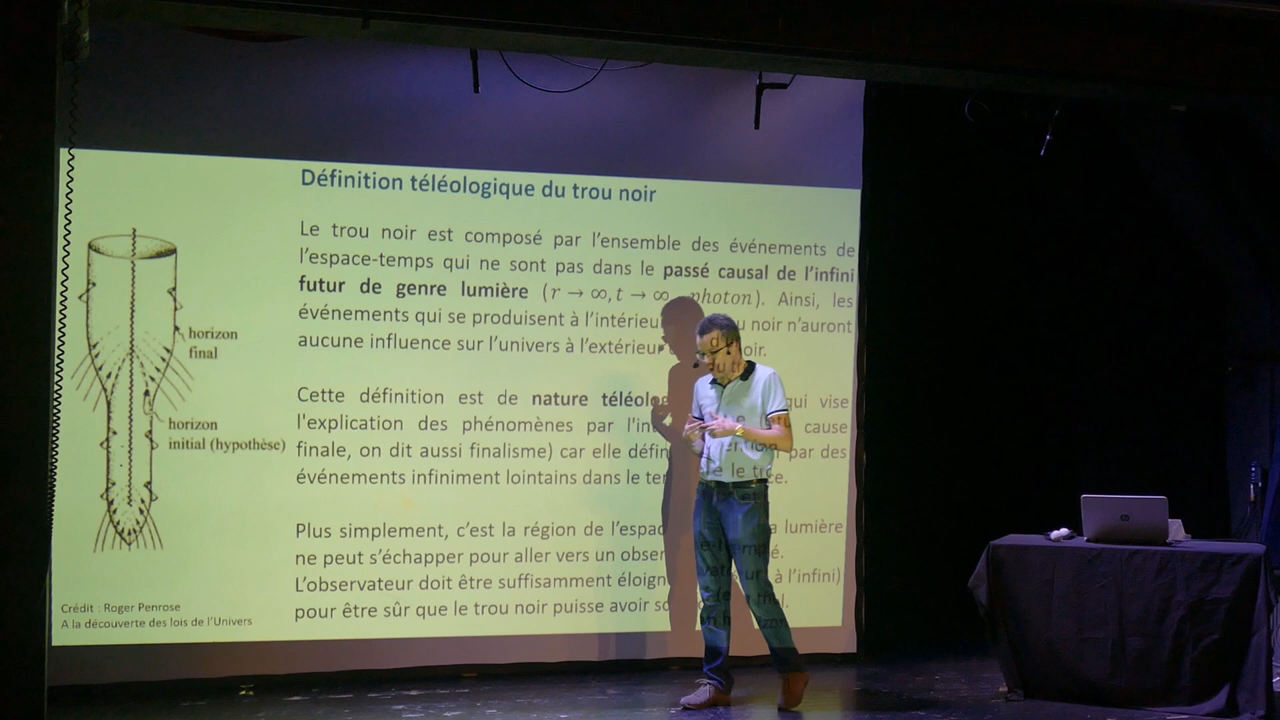 Définition téléologique du trou noir
Le trou noir est composé par l'ensemble des événements de
l'espace-temps qui ne sont pas dans le passé causal de l'infini
futur de genre lumière (r → ∞, t → ∞ photon). Ainsi, les
événements qui se produisent à l'intérieu u noir n'auront
aucune influence sur l'univers à l'extérieur oir.
Cette définition est de nature téléolo qui vise
l'explication des phénomènes par l'int cause
finale, on dit aussi finalisme) car elle défin par des
événements infiniment lointains dans le te ce.
Plus simplement, c'est la région de l'espac a lumière
ne peut s'échapper pour aller vers un obser é.
L'observateur doit être suffisamment éloign à l'infini)
pour être sûr que le trou noir puisse avoir so
horizon
final
horizon
initial (hypothèse)
Crédit : Roger Penrose
A la découverte des lois de l'Univers
hp